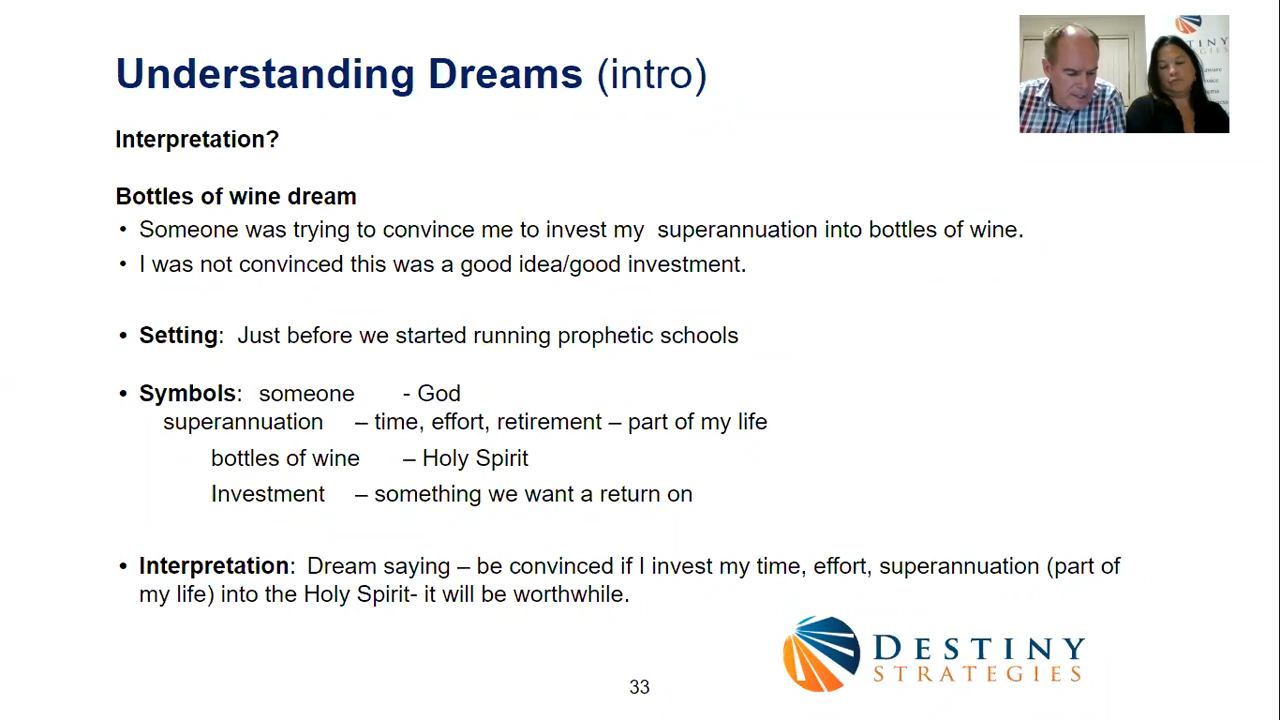 Understanding Dreams (intro)
Interpretation?
Bottles of wine dream
• Someone was trying to convince me to invest my  superannuation into bottles of wine.
• I was not convinced this was a good idea/good investment.
• Setting:  Just before we started running prophetic schools
• Symbols:  someone - God
superannuation – time, effort, retirement – part of my life
bottles of wine – Holy Spirit
Investment – something we want a return on
• Interpretation:  Dream saying – be convinced if I invest my time, effort, superannuation (part of
my life) into the Holy Spirit- it will be worthwhile.
DESTINY
STRATEGIES
33